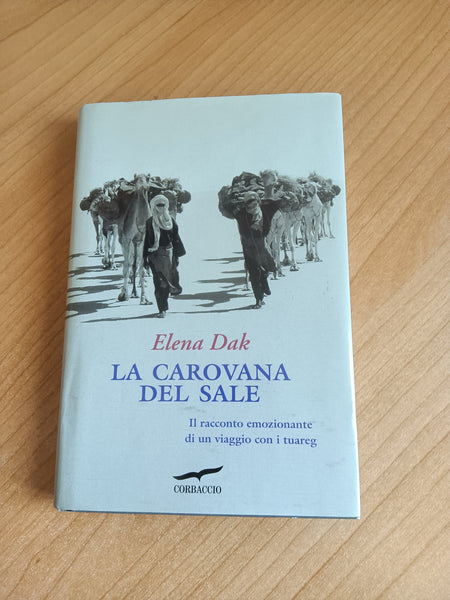 Elena Dak
LA CAROVANA
DEL SALE
Il racconto emozionante
di un viaggio con i tuareg
CORBACCIO